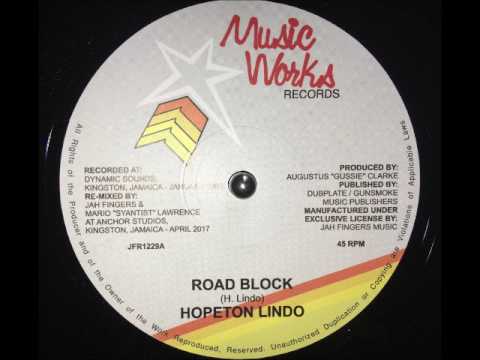 Music
Works
RECORDS
RECORDED AT:
DYNAMIC SOUNDS,
KINGSTON, JAMAICA -
RE-MIXED BY:
JAH FINGERS &
MARIO "SYANTIST" LAWRENCE
AT ANCHOR STUDIOS,
KINGSTON, JAMAICA - APRIL 2017
JFR1229A
PRODUCED BY:
AUGUSTUS "GUSSIE" CLARKE
PUBLISHED BY:
DUBPLATE / GUNSMOKE
MUSIC PUBLISHERS
MANUFACTURED UNDER
EXCLUSIVE LICENSE BY:
JAH FINGERS MUSIC
45 RPM
ROAD BLOCK
(H. Lindo)
HOPETON LINDO
All Rights of the Producer and of the Owner of the Work Reproduced, Reserved. Unauthorized Duplication is a Violations of Applicable Laws